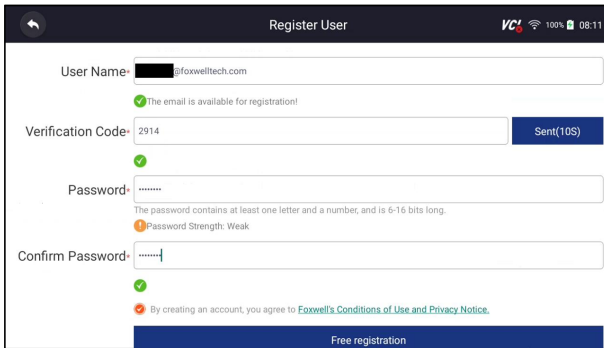 Register User
VCI 100% 08:11
User Name* @foxwelltech.com
The email is available for registration!
Verification Code* 2914 Sent(10S)
Password* ••••••••
The password contains at least one letter and a number, and is 6-16 bits long.
Password Strength: Weak
Confirm Password* ••••••••
By creating an account, you agree to Foxwell's Conditions of Use and Privacy Notice.
Free registration